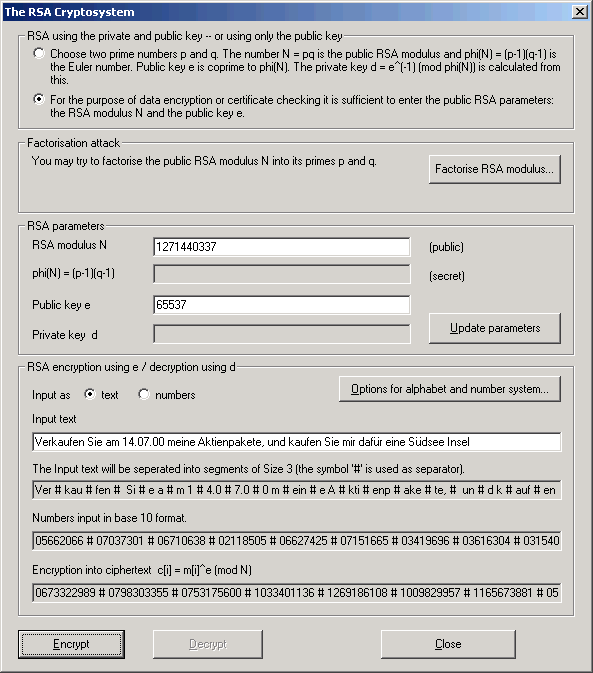 The RSA Cryptosystem
RSA using the private and public key -- or using only the public key
Choose two prime numbers p and q. The number N = pq is the public RSA modulus and phi(N) = (p-1)(q-1) is
the Euler number. Public key e is coprime to phi(N). The private key d = e^(-1) (mod phi(N)) is calculated from
this.
For the purpose of data encryption or certificate checking it is sufficient to enter the public RSA parameters:
the RSA modulus N and the public key e.
Factorisation attack
You may try to factorise the public RSA modulus N into its primes p and q.
Factorise RSA modulus...
RSA parameters
RSA modulus N 1271440337 (public)
phi(N) = (p-1)(q-1) (secret)
Public key e 65537
Private key d Update parameters
RSA encryption using e / decryption using d
Input as text numbers Options for alphabet and number system...
Input text
Verkaufen Sie am 14.07.00 meine Aktienpakete, und kaufen Sie mir dafür eine Südsee Insel
The Input text will be seperated into segments of Size 3 (the symbol '#' is used as separator).
Ver # kau # fen # Si # e a # m 1 # 4.0 # 7.0 # 0 m # ein # e A # kti # enp # ake # te, # un # d k # auf # en
Numbers input in base 10 format.
05662066 # 07037301 # 06710638 # 02118505 # 06627425 # 07151665 # 03419696 # 03616304 # 031540
Encryption into ciphertext c[i] = m[i]^e (mod N)
0673322989 # 0798303355 # 0753175600 # 1033401136 # 1269186108 # 1009829957 # 1165673881 # 05
Encrypt Decrypt Close